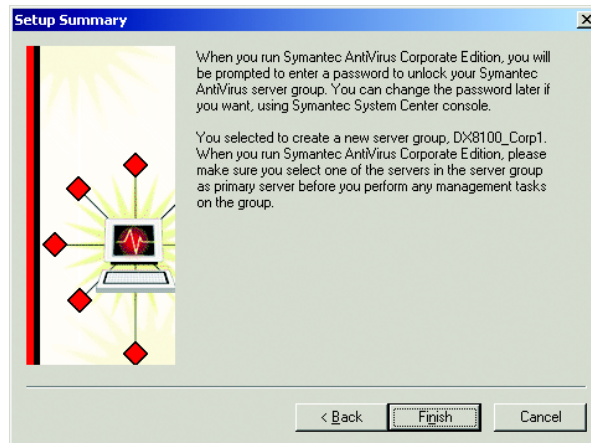 Setup Summary
When you run Symantec AntiVirus Corporate Edition, you will
be prompted to enter a password to unlock your Symantec
AntiVirus server group. You can change the password later if
you want, using Symantec System Center console.
You selected to create a new server group, DX8100_Corp1.
When you run Symantec AntiVirus Corporate Edition, please
make sure you select one of the servers in the server group
as primary server before you perform any management tasks
on the group.
< Back
Finish
Cancel